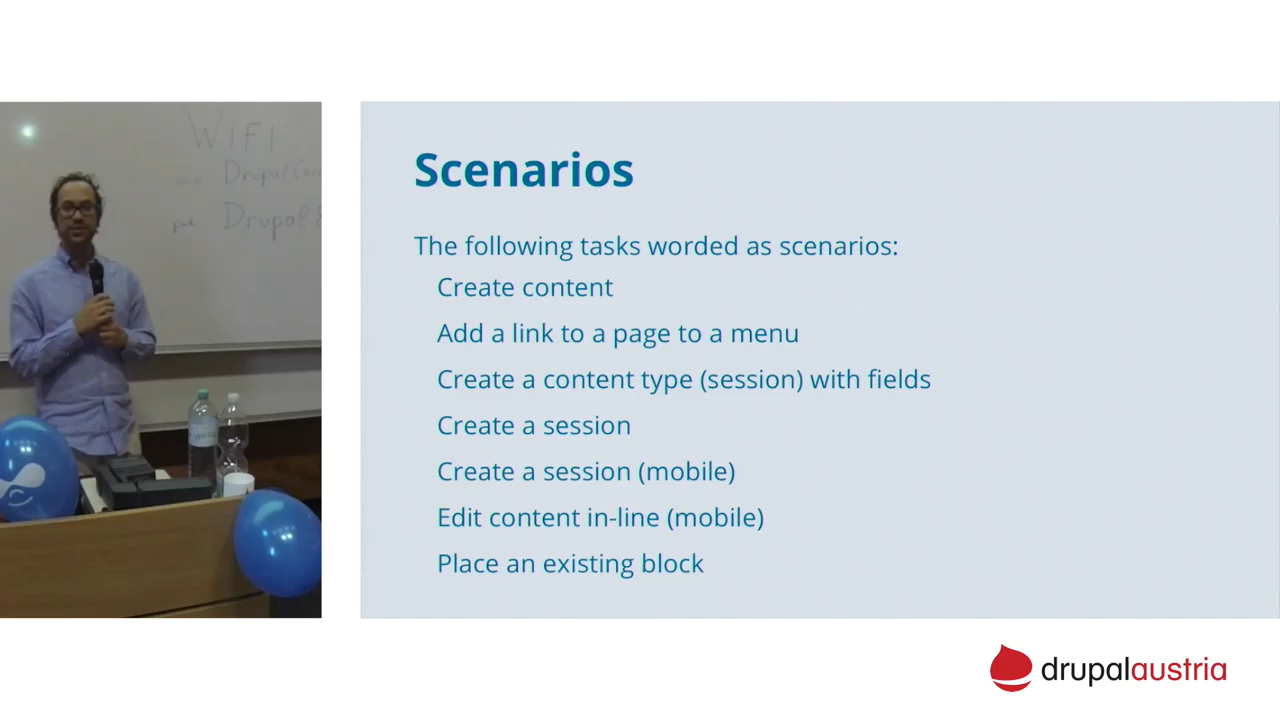 WIFI
Drupal
Drupal8
Scenarios
The following tasks worded as scenarios:
Create content
Add a link to a page to a menu
Create a content type (session) with fields
Create a session
Create a session (mobile)
Edit content in-line (mobile)
Place an existing block
drupalaustria